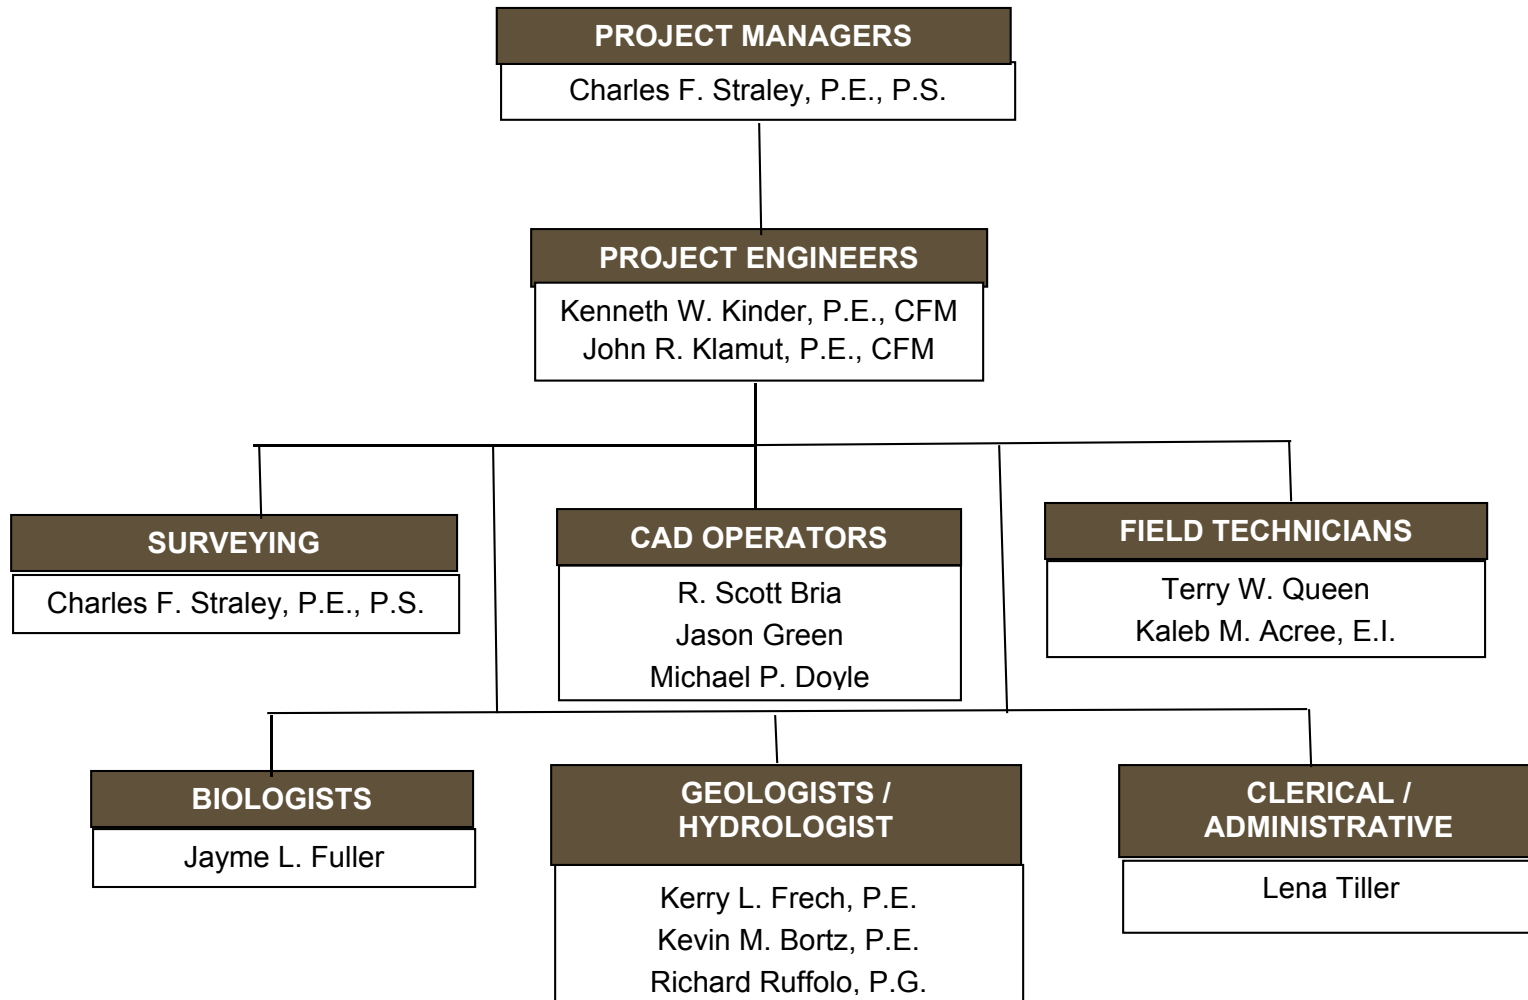 PROJECT MANAGERS
Charles F. Straley, P.E., P.S.
PROJECT ENGINEERS
Kenneth W. Kinder, P.E., CFM
John R. Klamut, P.E., CFM
SURVEYING
Charles F. Straley, P.E., P.S.
CAD OPERATORS
R. Scott Bria
Jason Green
Michael P. Doyle
FIELD TECHNICIANS
Terry W. Queen
Kaleb M. Acree, E.I.
BIOLOGISTS
Jayme L. Fuller
GEOLOGISTS /
HYDROLOGIST
Kerry L. Frech, P.E.
Kevin M. Bortz, P.E.
Richard Ruffolo, P.G.
CLERICAL /
ADMINISTRATIVE
Lena Tiller